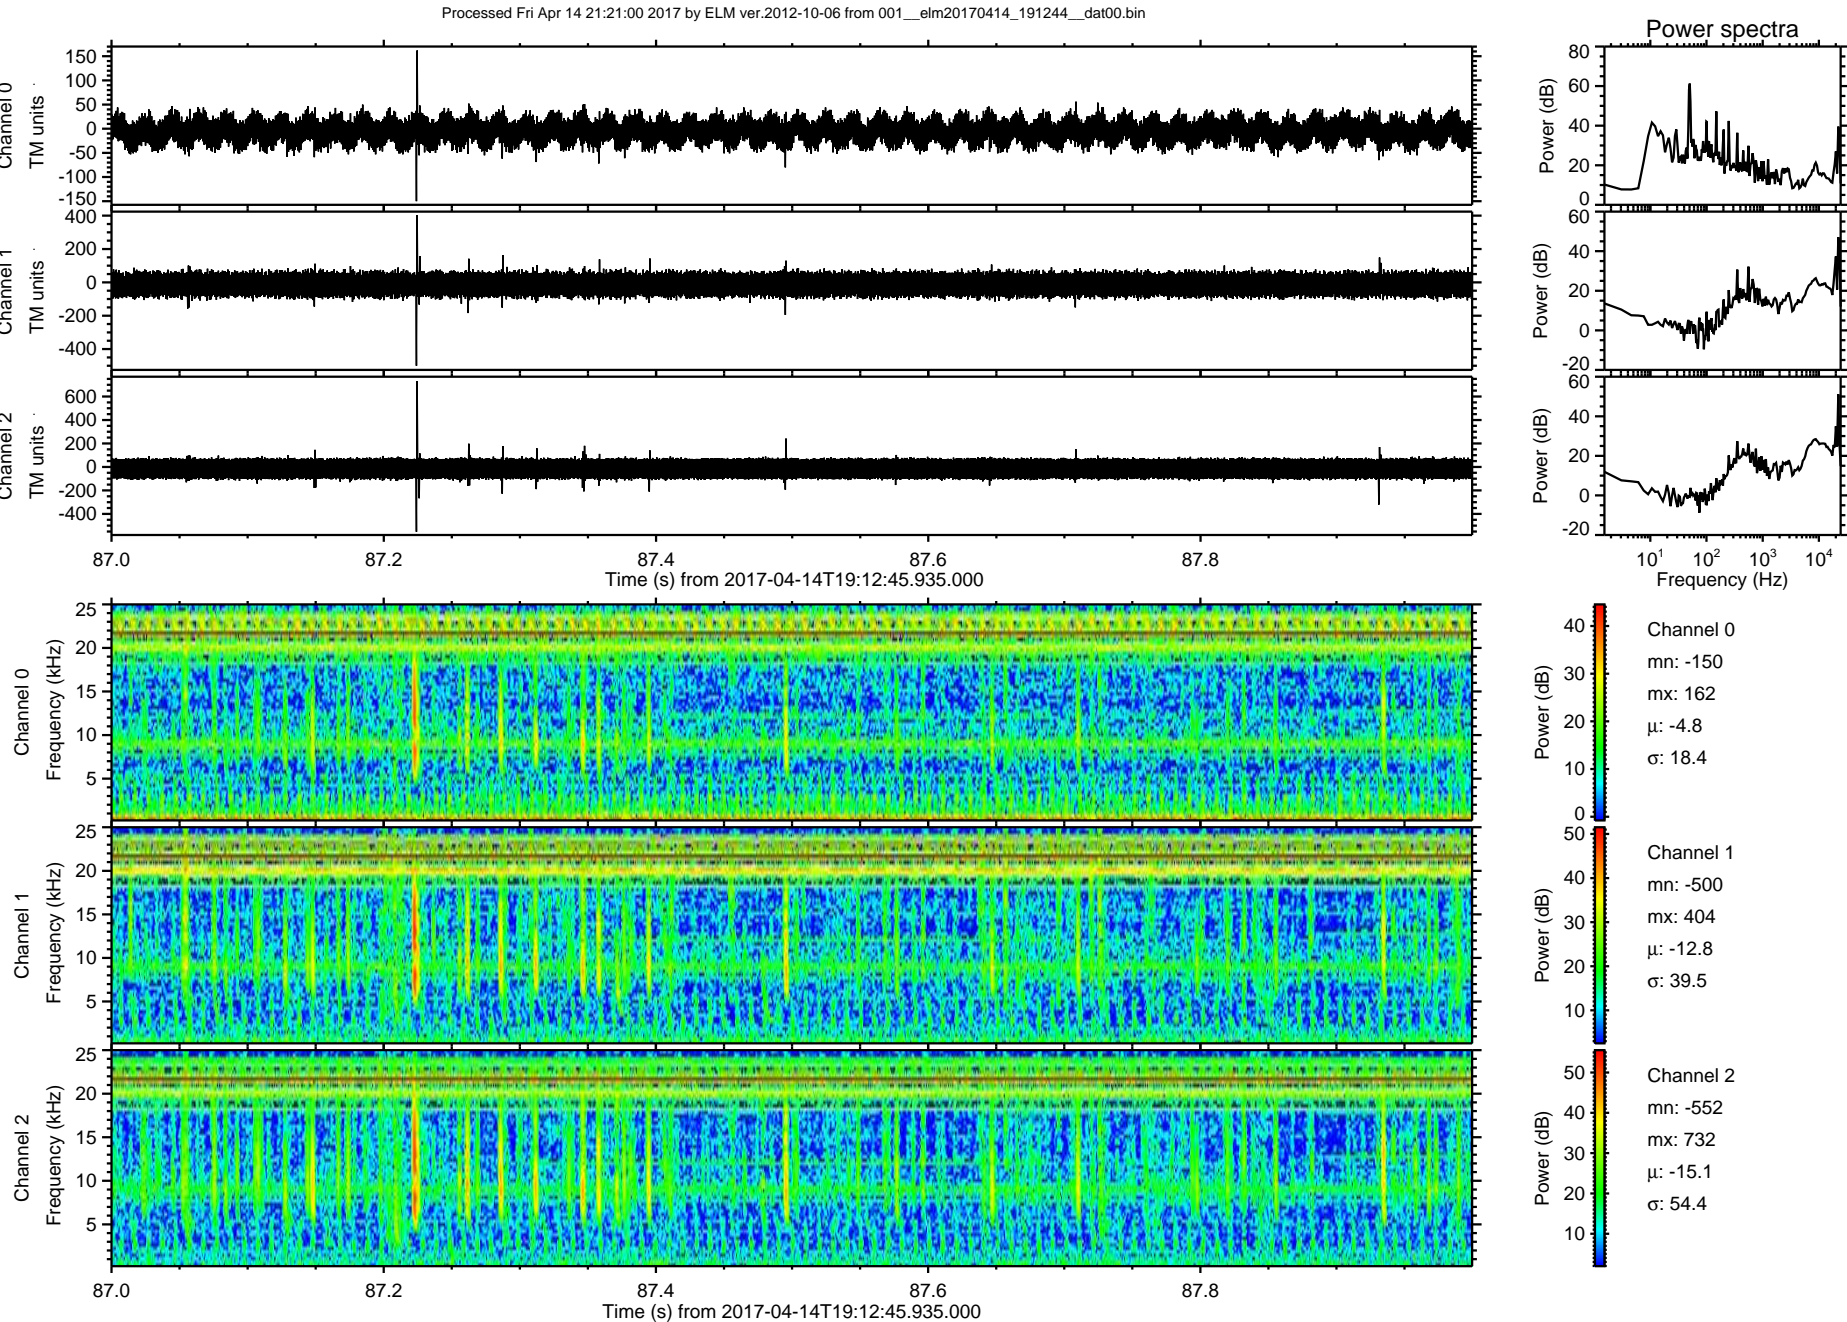 Processed Fri Apr 14 21:21:00 2017 by ELM ver.2012-10-06 from 001__elm20170414_191244__dat00.bin
Power spectra
Channel 0
TM units
150
100
50
0
-50
-100
-150
Power (dB)
80
60
40
20
0
Channel 1
TM units
400
200
0
-200
-400
Power (dB)
60
40
20
0
-20
Channel 2
TM units
600
400
200
0
-200
-400
Power (dB)
60
40
20
0
-20
87.0 87.2 87.4 87.6 87.8
Time (s) from 2017-04-14T19:12:45.935.000
10¹ 10² 10³ 10⁴
Frequency (Hz)
Channel 0
Frequency (kHz)
25
20
15
10
5
Power (dB)
40
30
20
10
0
Channel 0
mn: -150
mx: 162
μ: -4.8
σ: 18.4
Channel 1
Frequency (kHz)
25
20
15
10
5
Power (dB)
50
40
30
20
10
Channel 1
mn: -500
mx: 404
μ: -12.8
σ: 39.5
Channel 2
Frequency (kHz)
25
20
15
10
5
Power (dB)
50
40
30
20
10
Channel 2
mn: -552
mx: 732
μ: -15.1
σ: 54.4
87.0 87.2 87.4 87.6 87.8
Time (s) from 2017-04-14T19:12:45.935.000